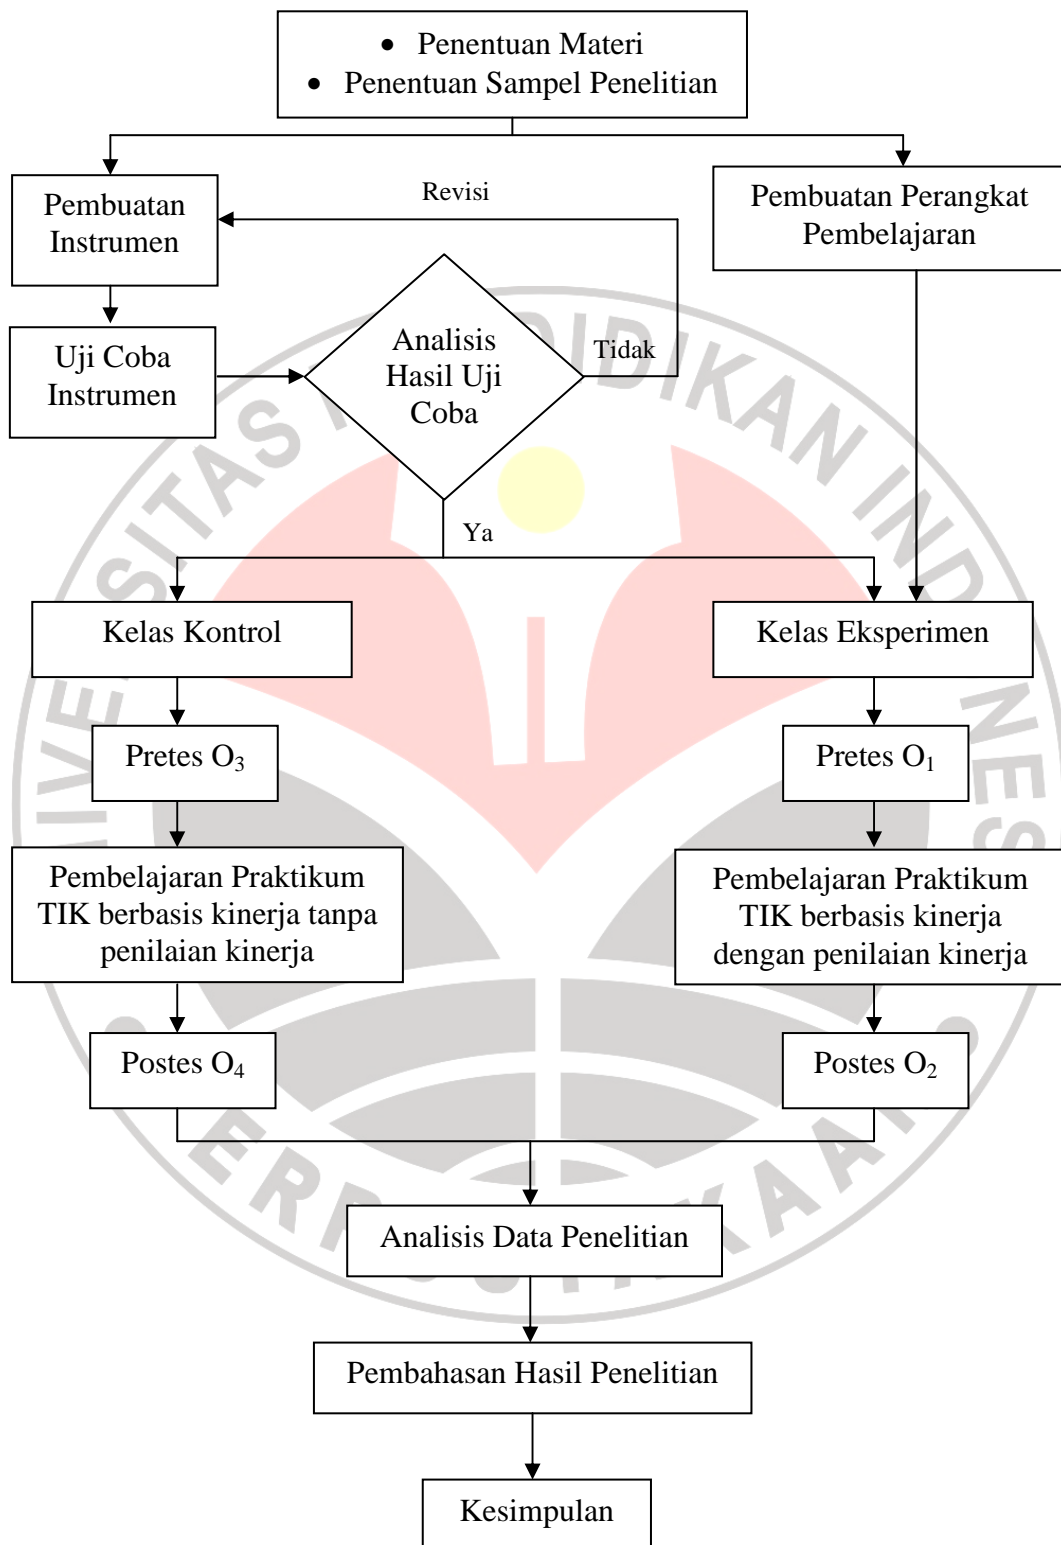 • Penentuan Materi
• Penentuan Sampel Penelitian
Pembuatan
Instrumen
Revisi
Pembuatan Perangkat
Pembelajaran
Uji Coba
Instrumen
Analisis
Hasil Uji
Coba
Tidak
Ya
Kelas Kontrol
Kelas Eksperimen
Pretes O₃
Pretes O₁
Pembelajaran Praktikum
TIK berbasis kinerja tanpa
penilaian kinerja
Pembelajaran Praktikum
TIK berbasis kinerja
dengan penilaian kinerja
Postes O₄
Postes O₂
Analisis Data Penelitian
Pembahasan Hasil Penelitian
Kesimpulan